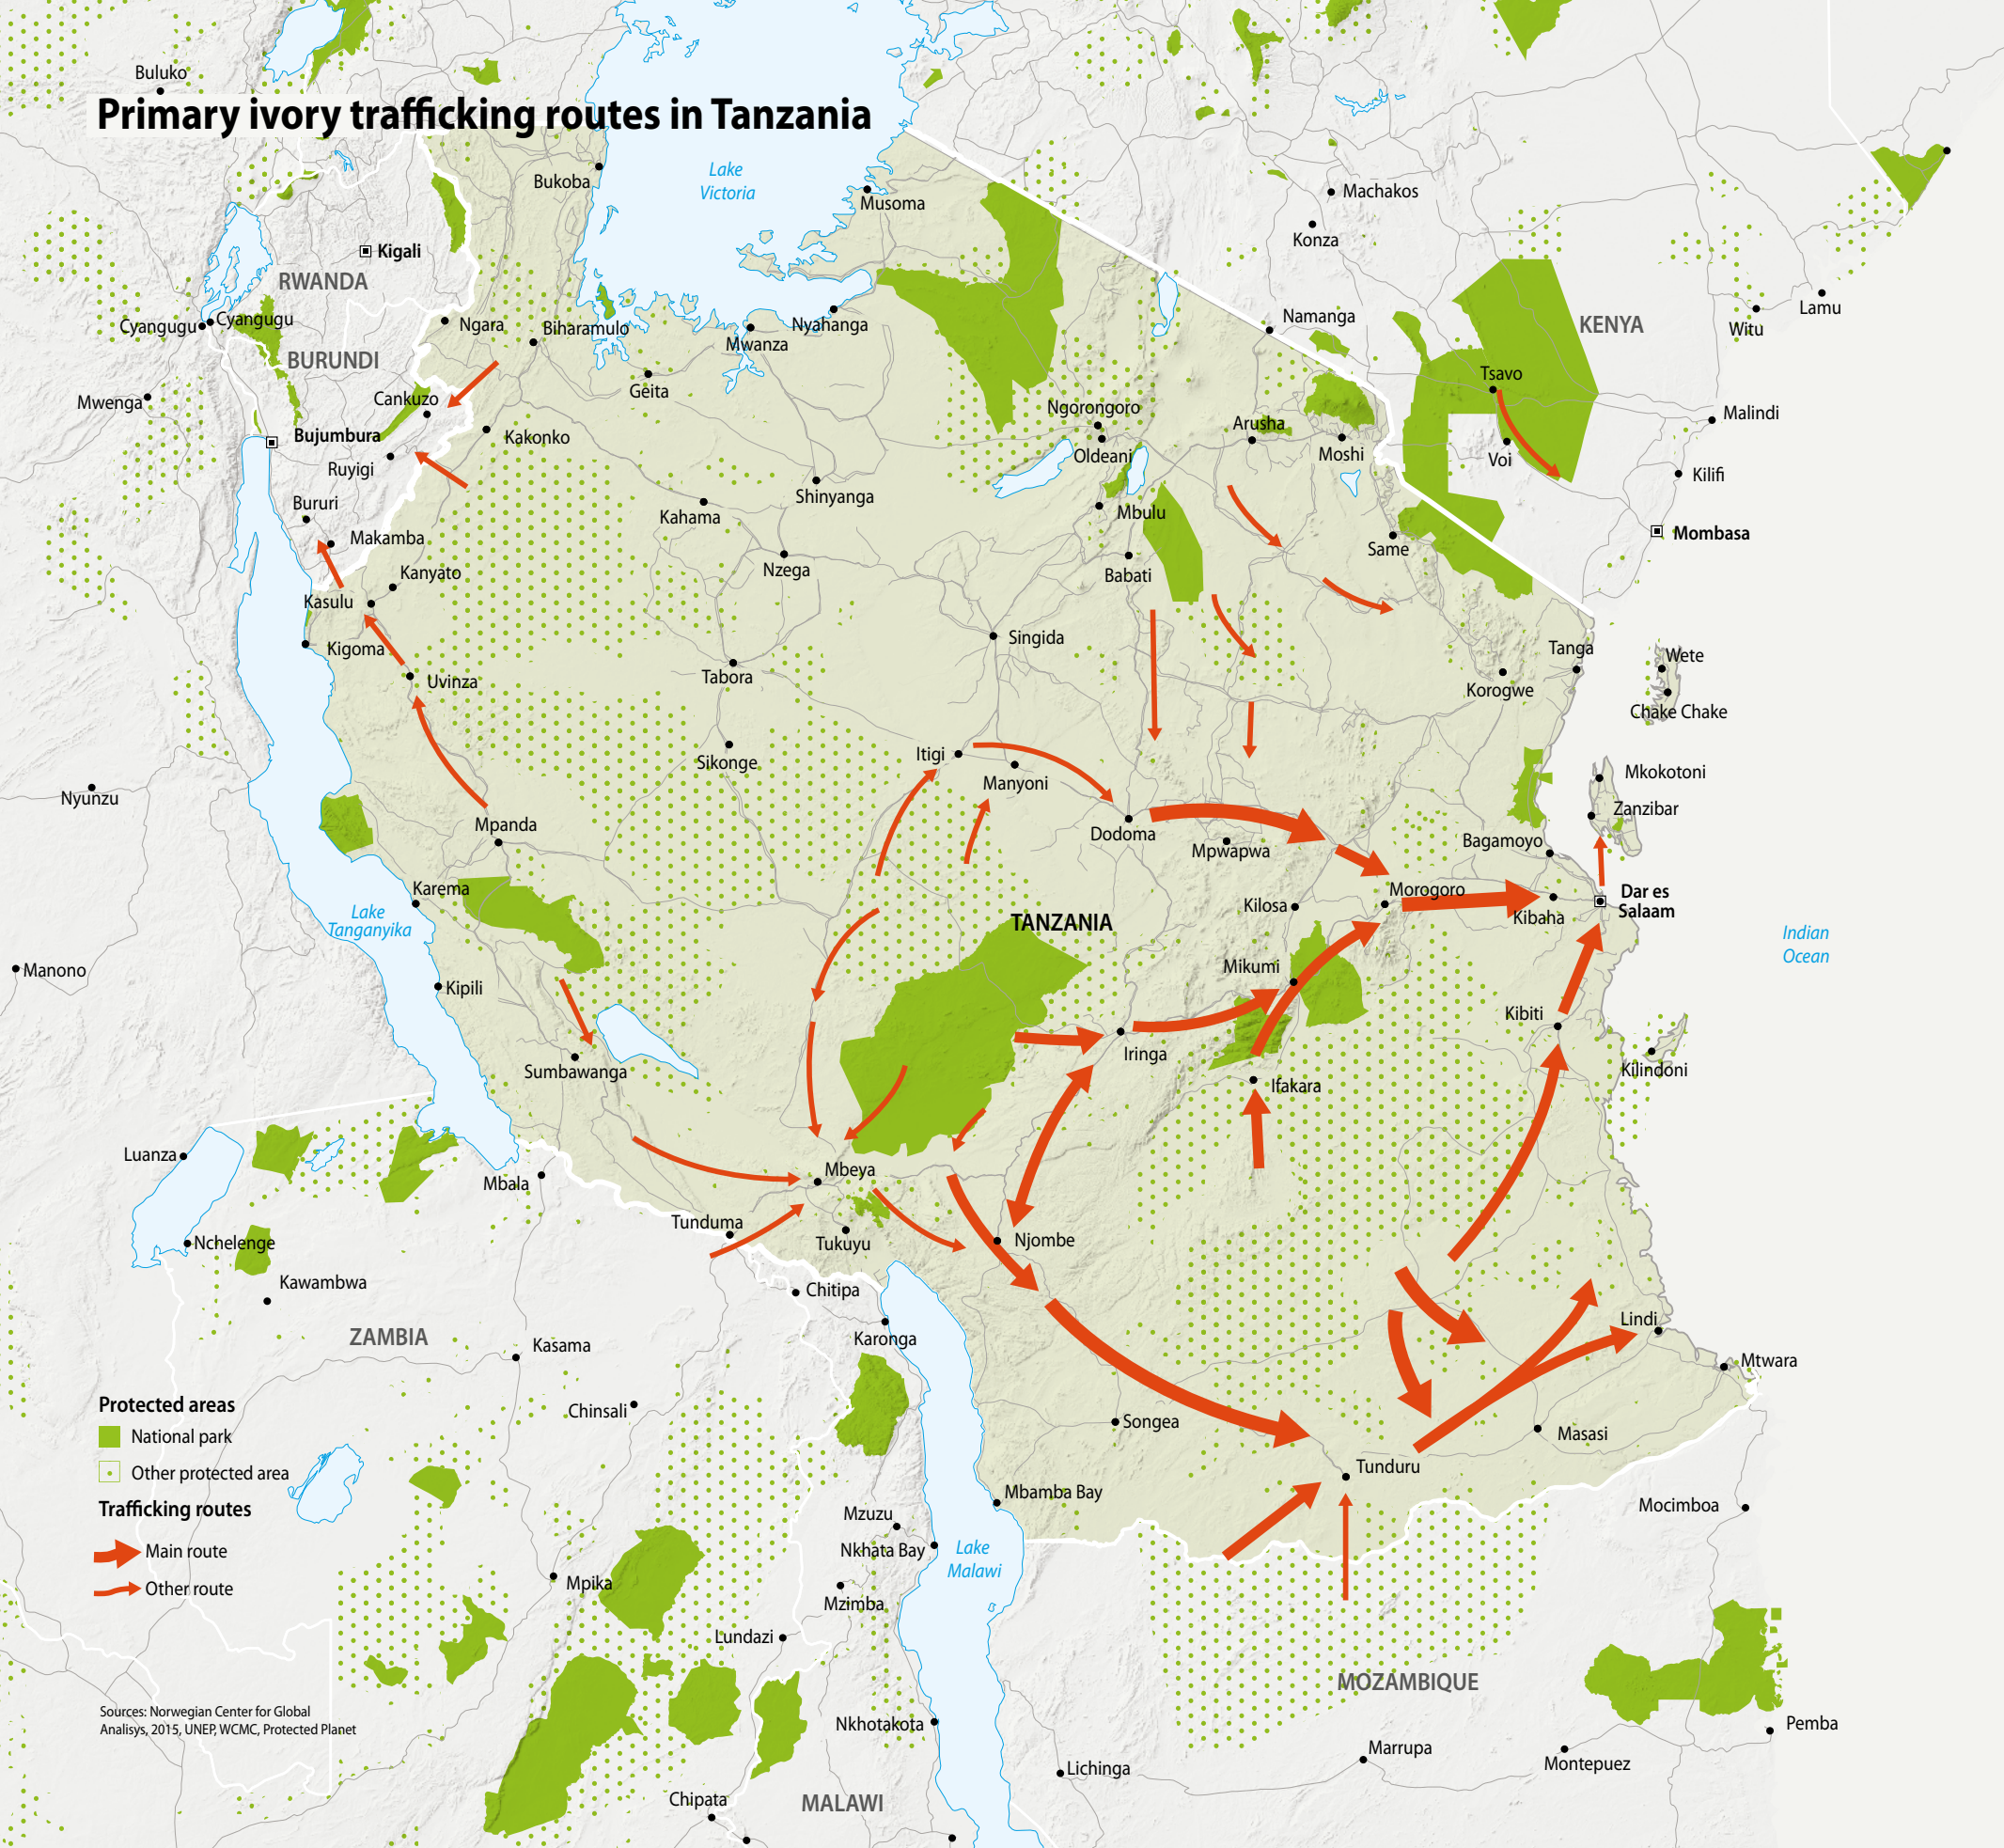 Buluko
Primary ivory trafficking routes in Tanzania
Bukoba
Lake
Victoria
Musoma
Machakos
Konza
Kigali
RWANDA
Cyangugu
Cyangugu
Ngara
Biharamulo
Mwanza
Nyahanga
Namanga
KENYA
Witu
Lamu
BURUNDI
Geita
Tsavo
Mwenga
Cankuzo
Ngorongoro
Malindi
Bujumbura
Kakonko
Arusha
Moshi
Voi
Oldeani
Ruyigi
Kilifi
Shinyanga
Bururi
Kahama
Mbulu
Mombasa
Makamba
Same
Kanyato
Nzega
Babati
Kasulu
Kigoma
Singida
Tanga
Wete
Uvinza
Tabora
Korogwe
Chake Chake
Itigi
Sikonge
Manyoni
Mkokotoni
Nyunzu
Zanzibar
Mpanda
Dodoma
Mpwapwa
Bagamoyo
Karema
Morogoro
Dar es
Salaam
Kilosa
Kibaha
Lake
Tanganyika
TANZANIA
Indian
Ocean
Manono
Mikumi
Kipili
Kibiti
Iringa
Sumbawanga
Kilindoni
Ifakara
Luanza
Mbeya
Mbala
Tunduma
Tukuyu
Njombe
Nchelenge
Kawambwa
Chitipa
Lindi
ZAMBIA
Kasama
Karonga
Mtwara
Protected areas
National park
Other protected area
Chinsali
Songea
Masasi
Tunduru
Trafficking routes
Main route
Other route
Mbamba Bay
Mocimboa
Mzuzu
Nkhata Bay
Lake
Malawi
Mpika
Mzimba
Lundazi
MOZAMBIQUE
Sources: Norwegian Center for Global
Analisys, 2015, UNEP, WCMC, Protected Planet
Nkhotakota
Pemba
Marrupa
Montepuez
Lichinga
Chipata
MALAWI